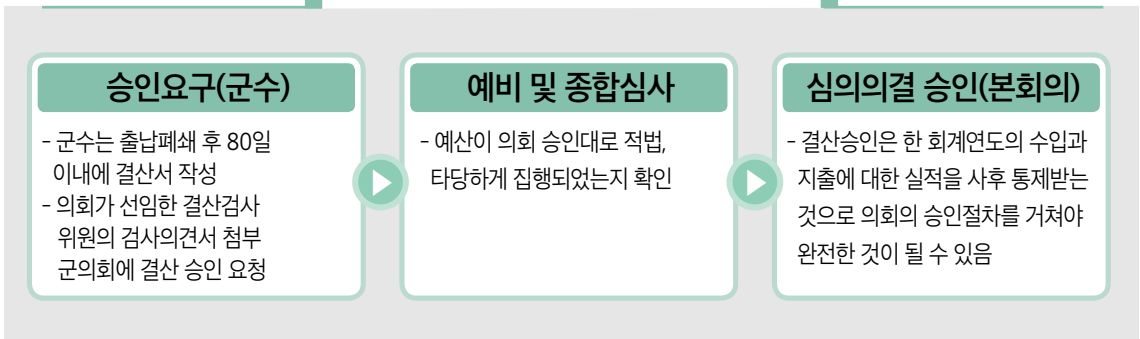 승인요구(군수)
- 군수는 출납폐쇄 후 80일
이내에 결산서 작성
- 의회가 선임한 결산검사
위원의 검사의견서 첨부
군의회에 결산 승인 요청
예비 및 종합심사
- 예산이 의회 승인대로 적법,
타당하게 집행되었는지 확인
심의의결 승인(본회의)
- 결산승인은 한 회계연도의 수입과
지출에 대한 실적을 사후 통제받는
것으로 의회의 승인절차를 거쳐야
완전한 것이 될 수 있음